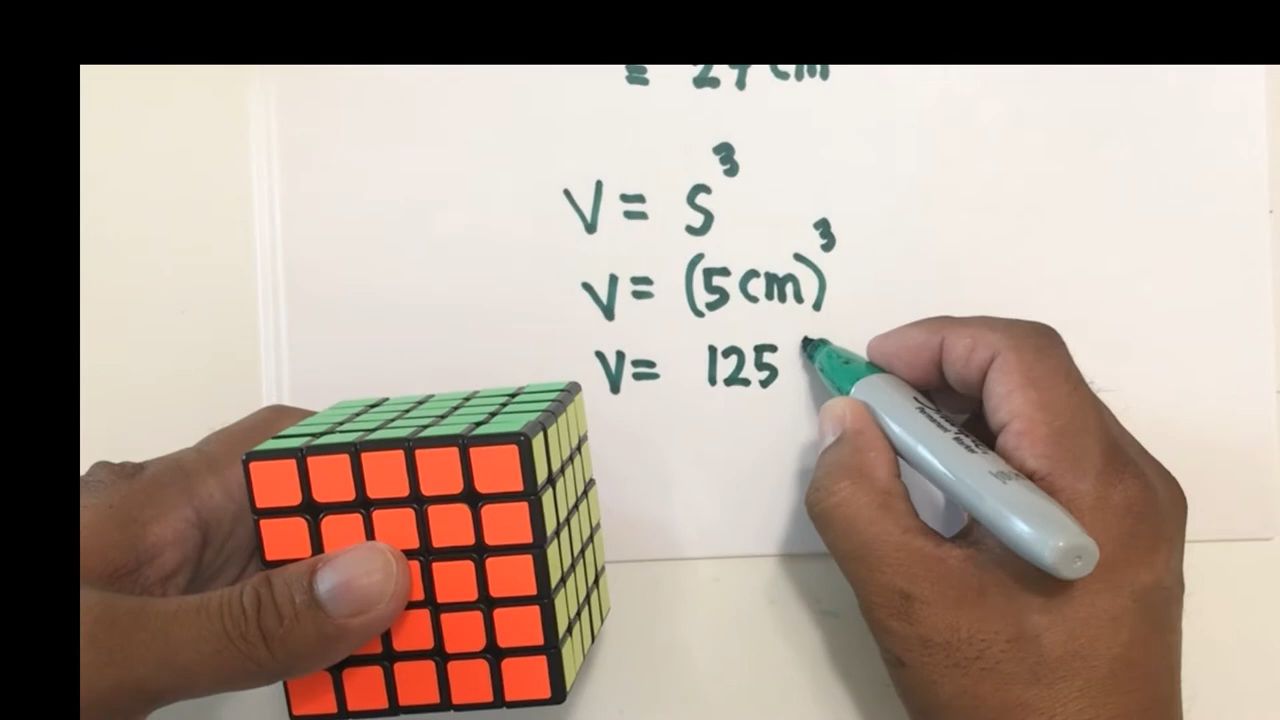 V = S³
V = (5cm)³
V = 125